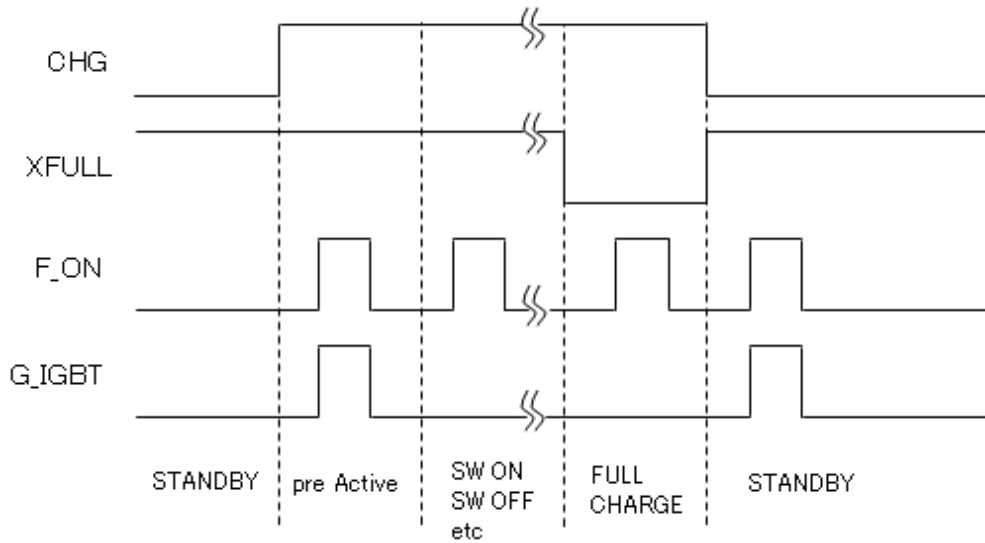 CHG
XFULL
F_ON
G_IGBT
STANDBY
pre Active
SW ON
SW OFF
etc
FULL
CHARGE
STANDBY